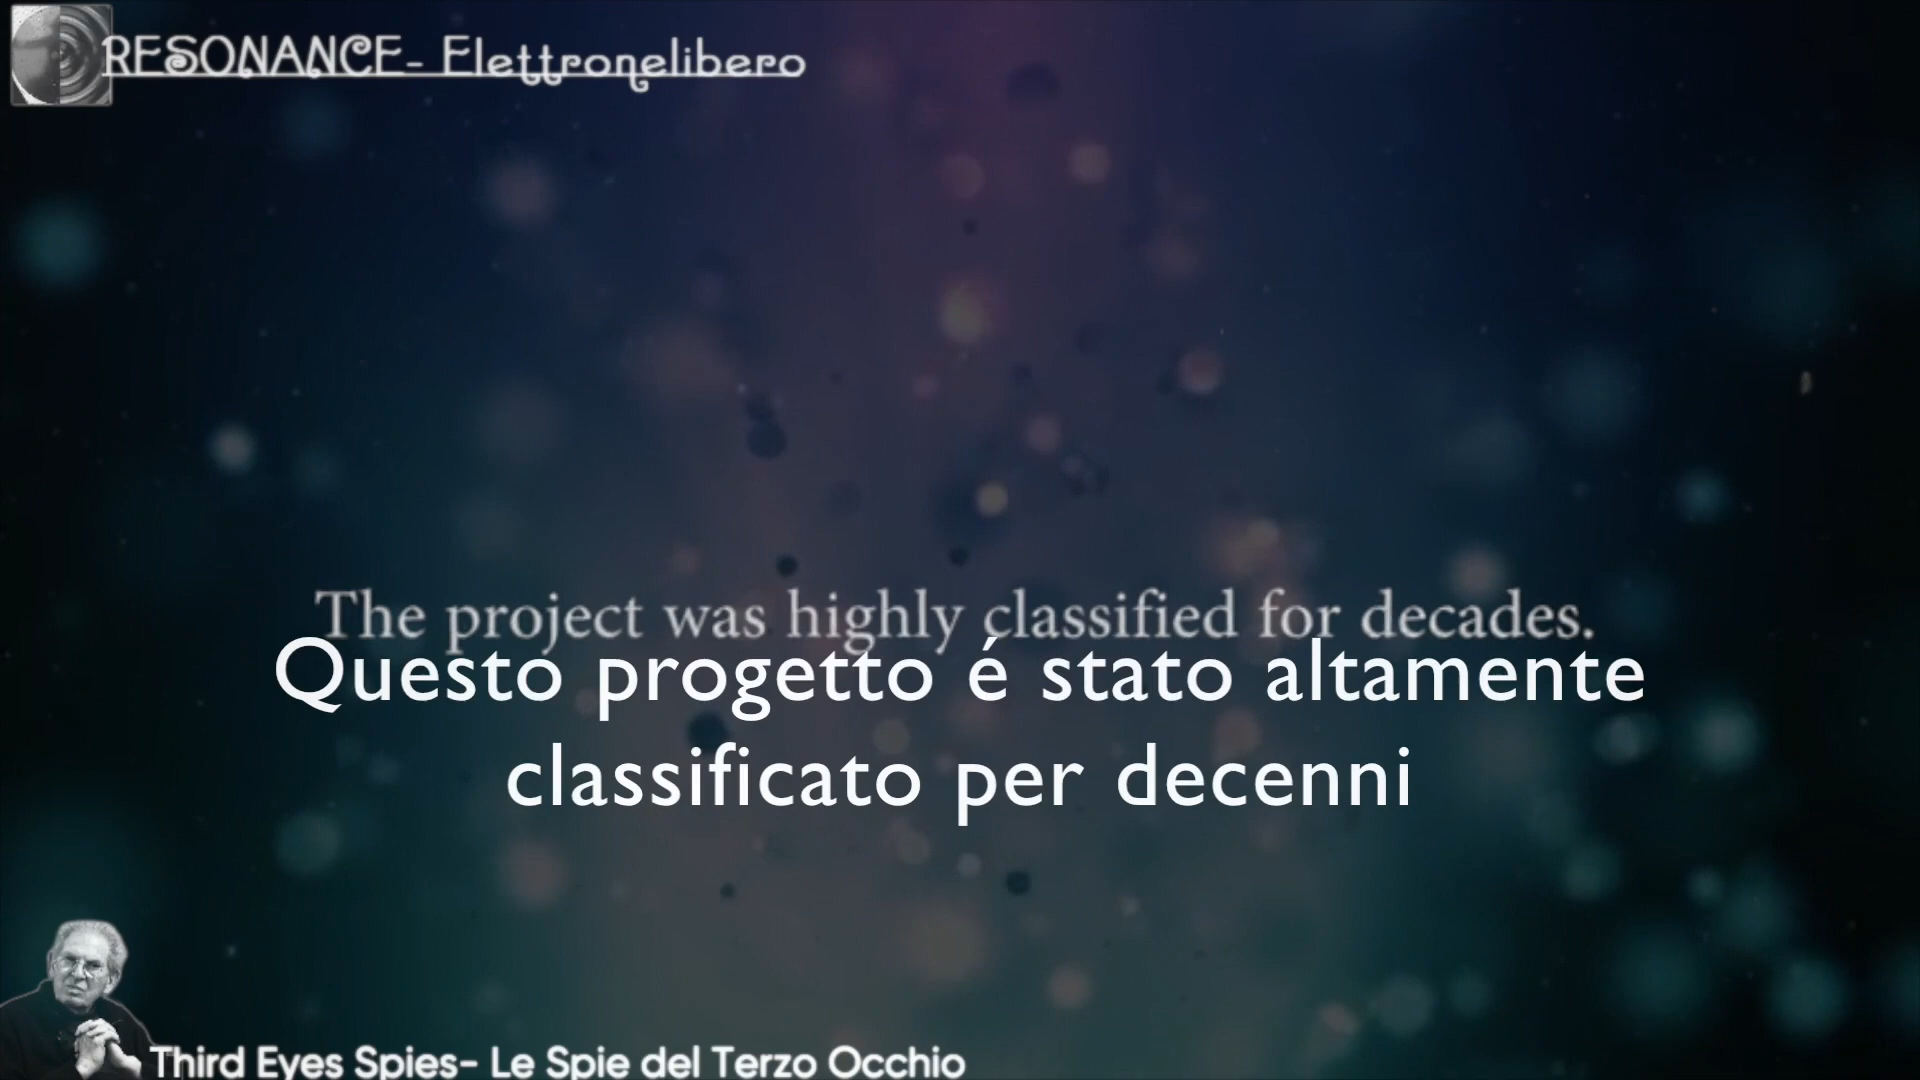 RESONANCE- Elettronelibero
The project was highly classified for decades.
Questo progetto é stato altamente
classificato per decenni
Third Eyes Spies- Le Spie del Terzo Occhio